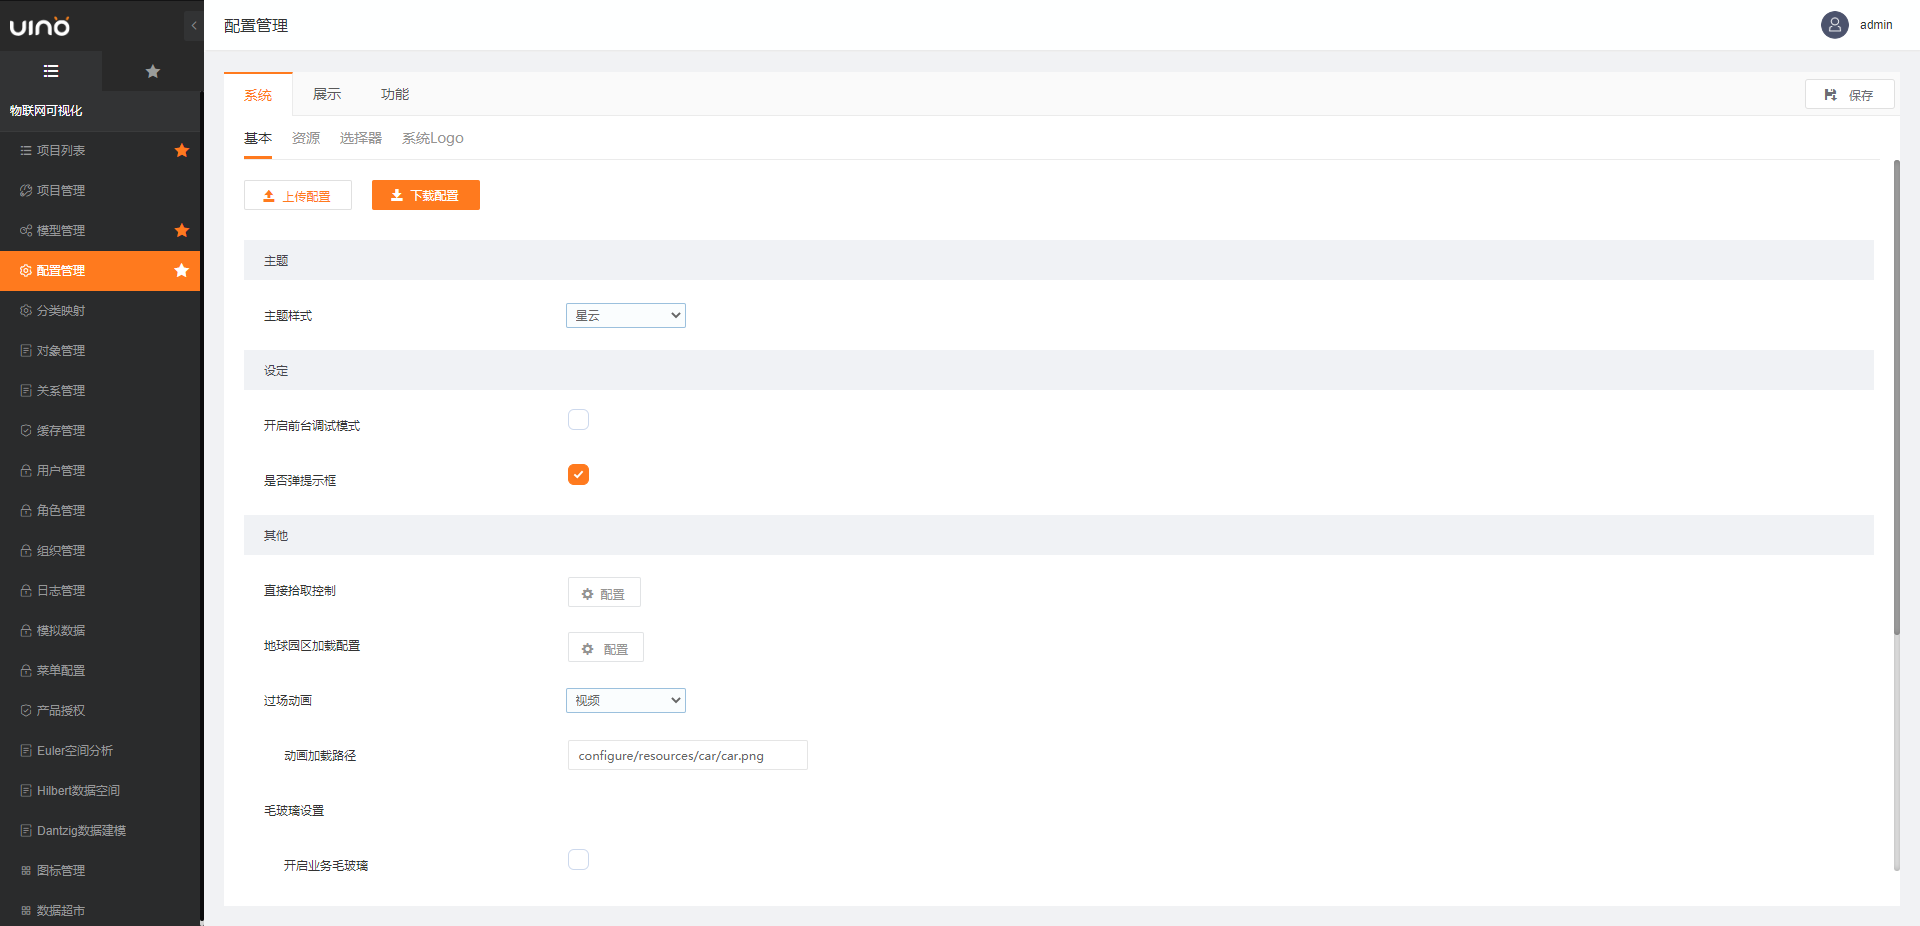 uino
配置管理
admin
物联网可视化
项目列表
项目管理
模型管理
配置管理
分类映射
对象管理
关系管理
缓存管理
用户管理
角色管理
组织管理
日志管理
模拟数据
菜单配置
产品授权
Euler空间分析
Hilbert数据空间
Dantzig数据建模
图标管理
数据超市
系统 展示 功能
保存
基本 资源 选择器 系统Logo
上传配置 下载配置
主题
主题样式 星云
设定
开启前台调试模式
是否弹提示框
其他
直接拾取控制 配置
地球园区加载配置 配置
过场动画 视频
动画加载路径 configure/resources/car/car.png
毛玻璃设置
开启业务毛玻璃